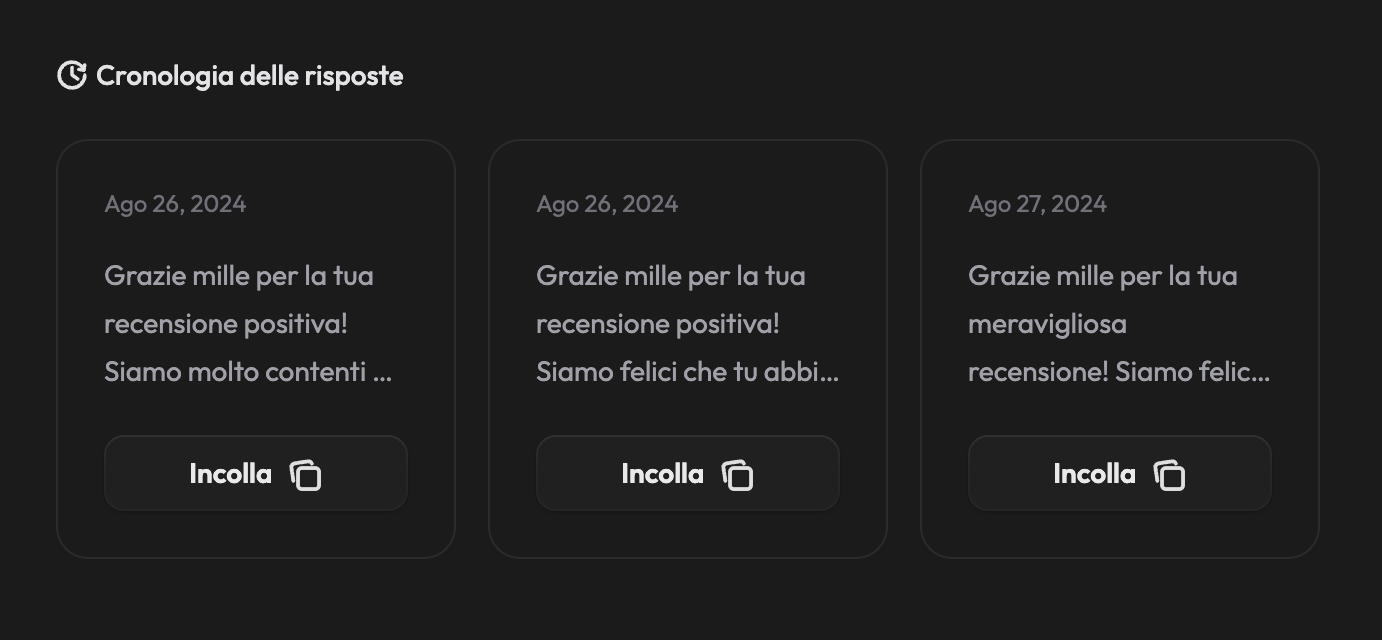 Cronologia delle risposte
Ago 26, 2024
Grazie mille per la tua
recensione positiva!
Siamo molto contenti ...
Incolla
Ago 26, 2024
Grazie mille per la tua
recensione positiva!
Siamo felici che tu abbi...
Incolla
Ago 27, 2024
Grazie mille per la tua
meravigliosa
recensione! Siamo felic...
Incolla